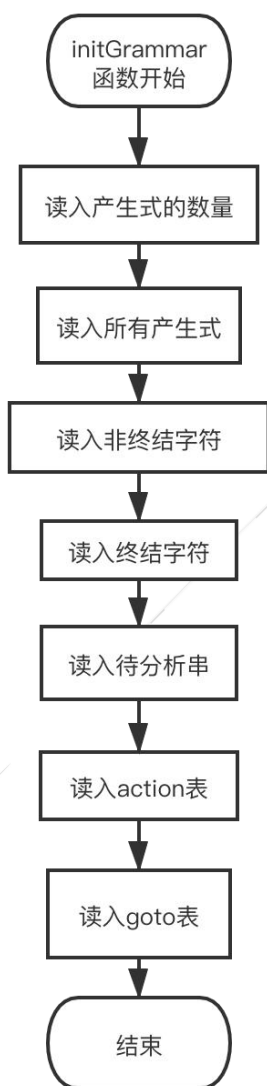 initGrammar
函数开始
读入产生式的数量
读入所有产生式
读入非终结字符
读入终结字符
读入待分析串
读入action表
读入goto表
结束